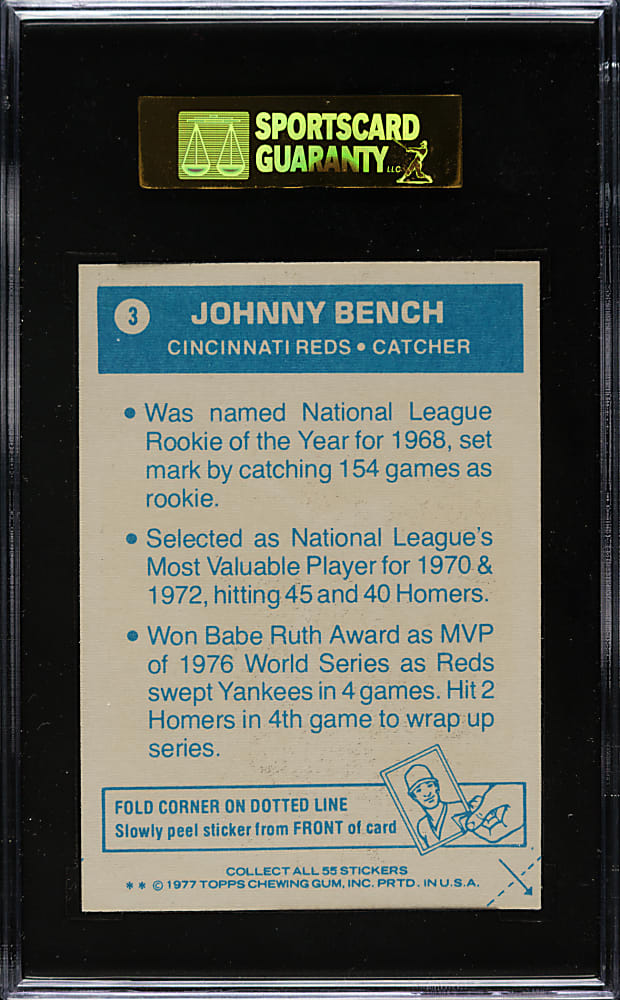 SPORTSCARD
GUARANTY LLC
3
JOHNNY BENCH
CINCINNATI REDS • CATCHER
• Was named National League
Rookie of the Year for 1968, set
mark by catching 154 games as
rookie.
• Selected as National League's
Most Valuable Player for 1970 &
1972, hitting 45 and 40 Homers.
• Won Babe Ruth Award as MVP
of 1976 World Series as Reds
swept Yankees in 4 games. Hit 2
Homers in 4th game to wrap up
series.
FOLD CORNER ON DOTTED LINE
Slowly peel sticker from FRONT of card
COLLECT ALL 55 STICKERS
** © 1977 TOPPS CHEWING GUM, INC. PRTD. IN U.S.A.